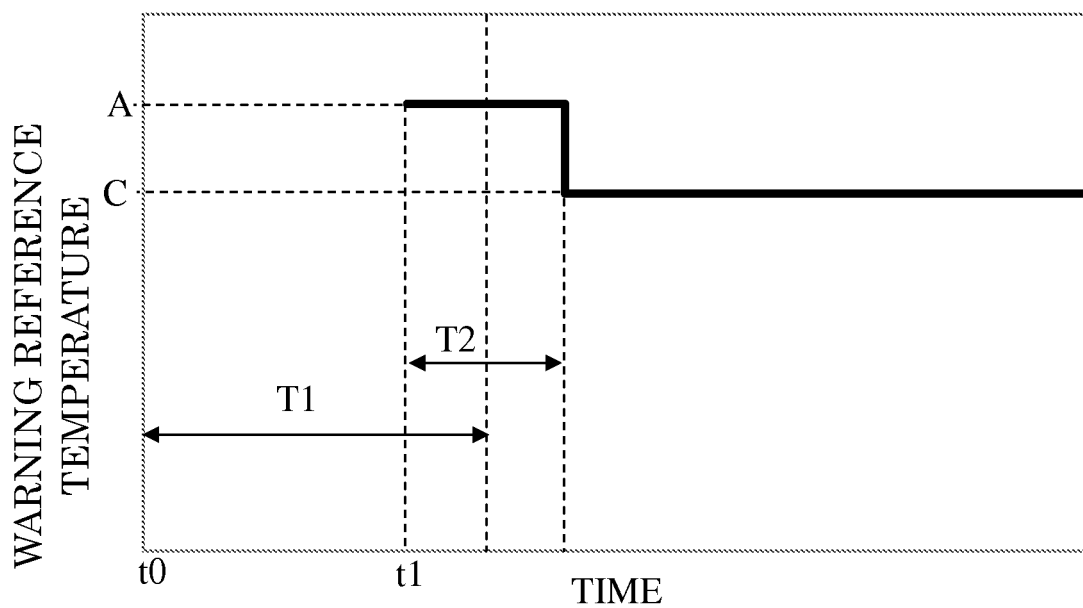 WARNING REFERENCE
TEMPERATURE
A
C
T2
T1
t0
t1
TIME